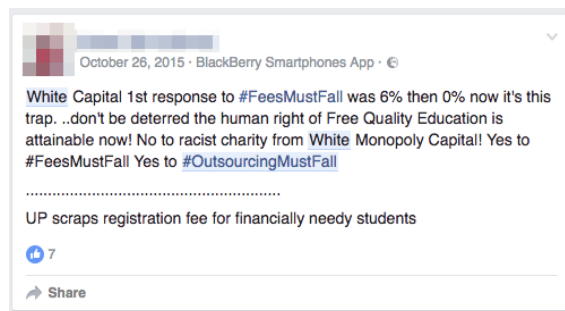 October 26, 2015 · BlackBerry Smartphones App ·
White Capital 1st response to #FeesMustFall was 6% then 0% now it's this
trap. ..don't be deterred the human right of Free Quality Education is
attainable now! No to racist charity from White Monopoly Capital! Yes to
#FeesMustFall Yes to #OutsourcingMustFall
..........................................................
UP scraps registration fee for financially needy students
7
Share